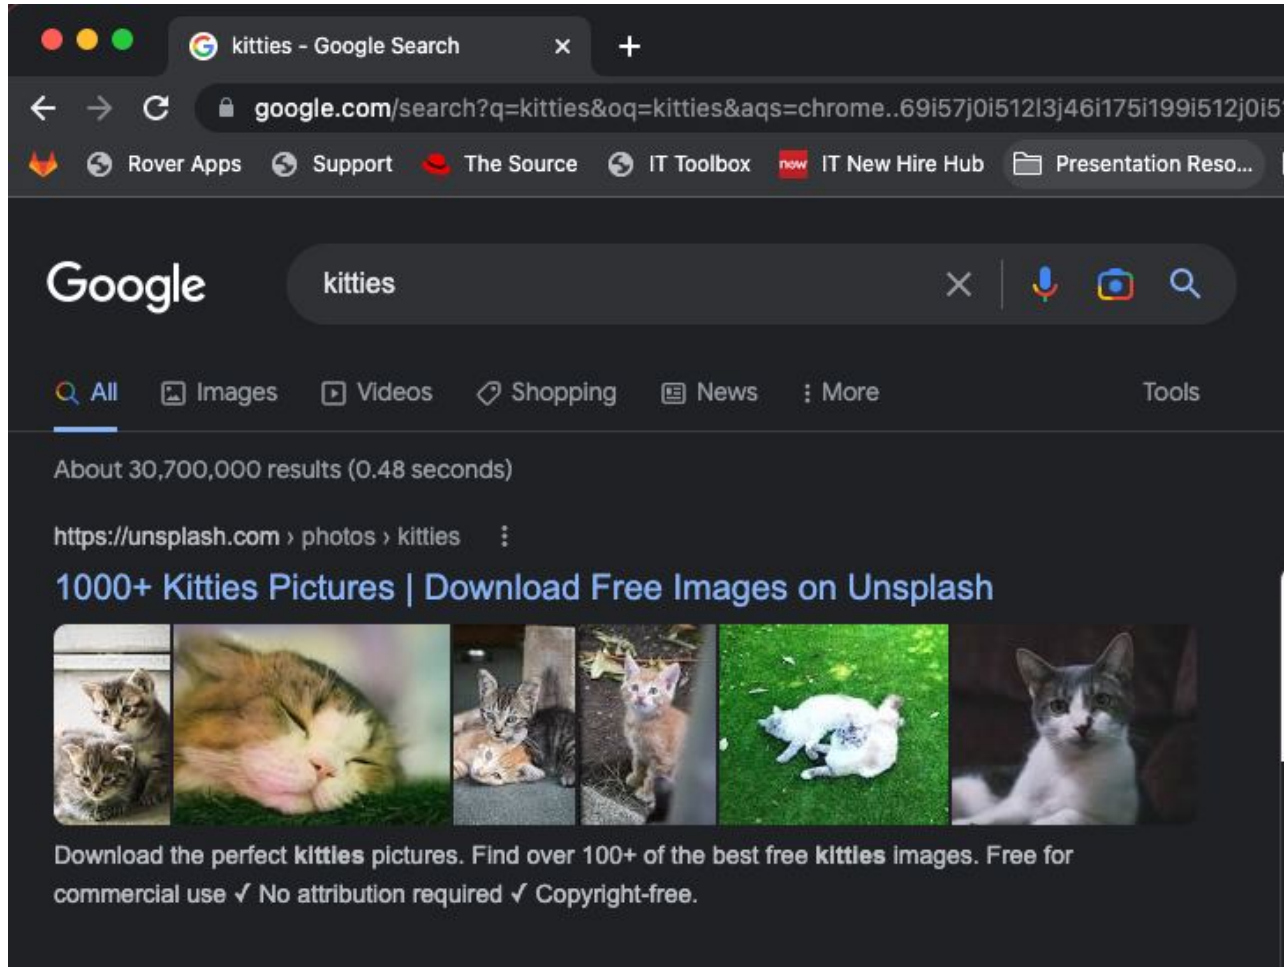 kitties - Google Search
google.com/search?q=kitties&oq=kitties&aqs=chrome..69i57j0i512l3j46i175i199i512j0i5
Rover Apps Support The Source IT Toolbox now IT New Hire Hub Presentation Reso...
Google kitties
All Images Videos Shopping News More Tools
About 30,700,000 results (0.48 seconds)
https://unsplash.com › photos › kitties
1000+ Kitties Pictures | Download Free Images on Unsplash
Download the perfect kitties pictures. Find over 100+ of the best free kitties images. Free for
commercial use ✓ No attribution required ✓ Copyright-free.